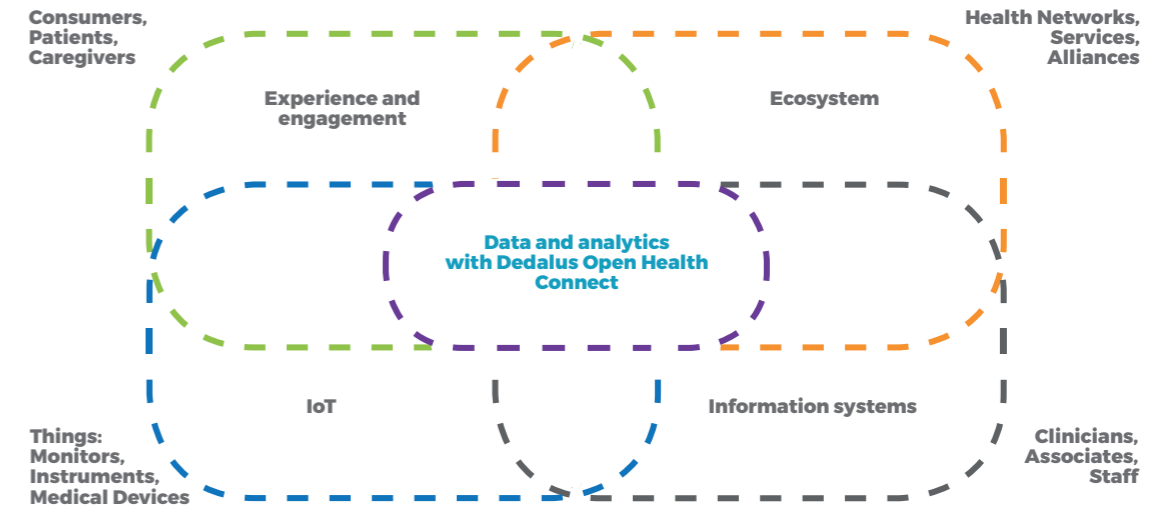 Consumers,
Patients,
Caregivers
Health Networks,
Services,
Alliances
Experience and
engagement
Ecosystem
Data and analytics
with Dedalus Open Health
Connect
IoT
Information systems
Things:
Monitors,
Instruments,
Medical Devices
Clinicians,
Associates,
Staff